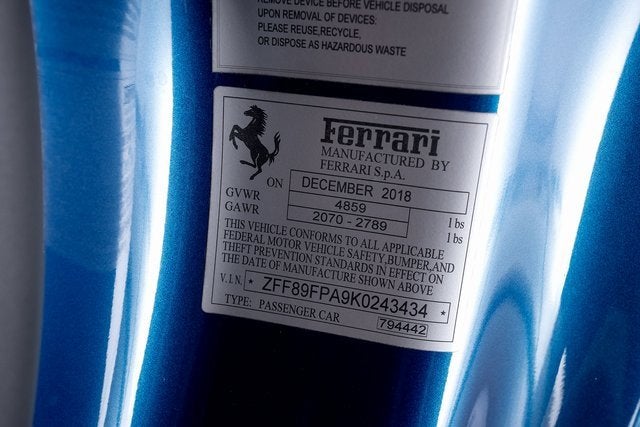 REMOVE DEVICE BEFORE VEHICLE DISPOSAL
UPON REMOVAL OF DEVICES:
PLEASE REUSE,RECYCLE,
OR DISPOSE AS HAZARDOUS WASTE
Ferrari
MANUFACTURED BY
FERRARI S.p.A.
ON DECEMBER 2018
GVWR 4859 lbs
GAWR 2070 - 2789 lbs
THIS VEHICLE CONFORMS TO ALL APPLICABLE
FEDERAL MOTOR VEHICLE SAFETY,BUMPER,AND
THEFT PREVENTION STANDARDS IN EFFECT ON
THE DATE OF MANUFACTURE SHOWN ABOVE
V.I.N. * ZFF89FPA9K0243434 *
TYPE: PASSENGER CAR 794442